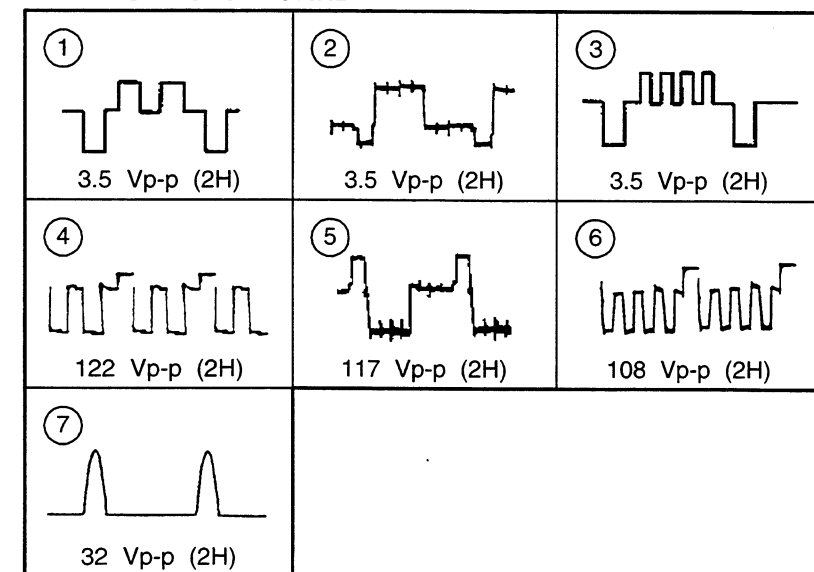 1
2
3
3.5 Vp-p (2H)
3.5 Vp-p (2H)
3.5 Vp-p (2H)
4
5
6
122 Vp-p (2H)
117 Vp-p (2H)
108 Vp-p (2H)
7
32 Vp-p (2H)